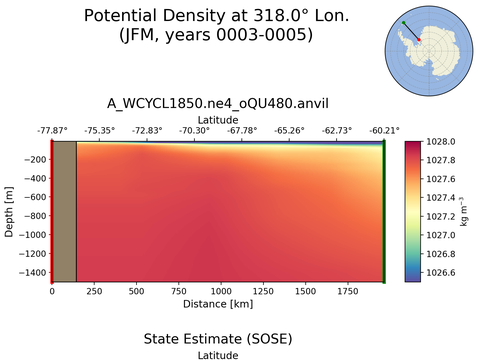 Potential Density at 318.0° Lon.
(JFM, years 0003-0005)
A_WCYCL1850.ne4_oQU480.anvil
Latitude
-77.87° -75.35° -72.83° -70.30° -67.78° -65.26° -62.73° -60.21°
Depth [m]
−200
−400
−600
−800
−1000
−1200
−1400
0 250 500 750 1000 1250 1500 1750
Distance [km]
1028.0
1027.8
1027.6
1027.4
1027.2
1027.0
1026.8
1026.6
kg m⁻³
State Estimate (SOSE)
Latitude